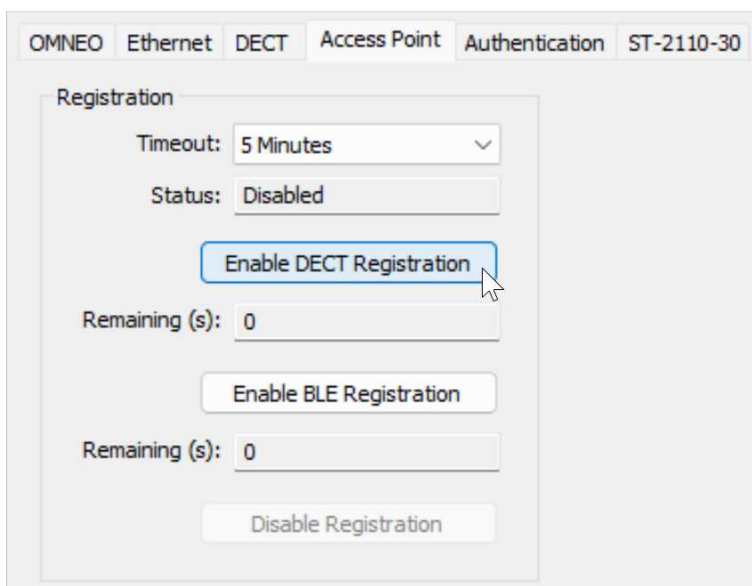 OMNEO Ethernet DECT Access Point Authentication ST-2110-30
Registration
Timeout: 5 Minutes
Status: Disabled
Enable DECT Registration
Remaining (s): 0
Enable BLE Registration
Remaining (s): 0
Disable Registration